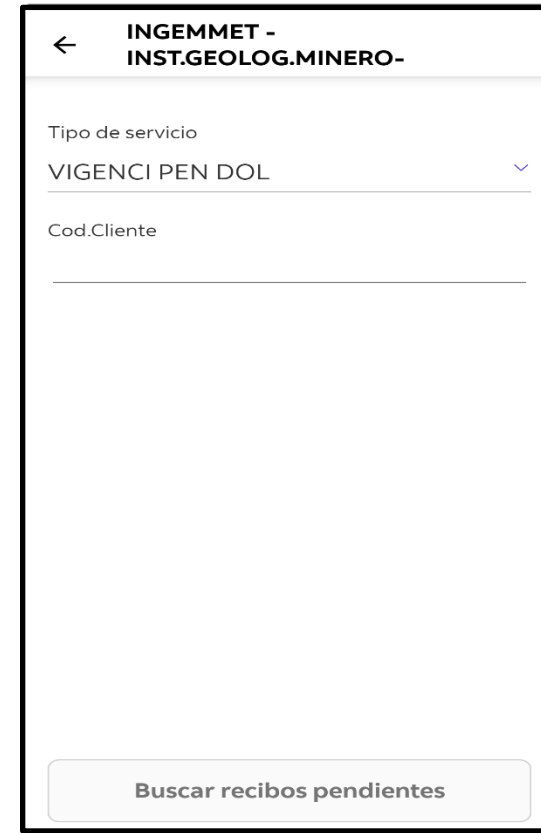 INGEMMET -
INST.GEOLOG.MINERO-
Tipo de servicio
VIGENCI PEN DOL
Cod.Cliente
Buscar recibos pendientes